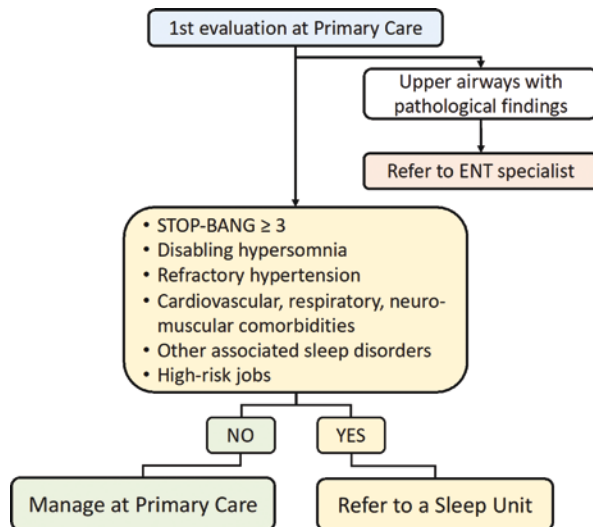 1st evaluation at Primary Care
Upper airways with
pathological findings
Refer to ENT specialist
• STOP-BANG ≥ 3
• Disabling hypersomnia
• Refractory hypertension
• Cardiovascular, respiratory, neuro-
muscular comorbidities
• Other associated sleep disorders
• High-risk jobs
NO
YES
Manage at Primary Care
Refer to a Sleep Unit